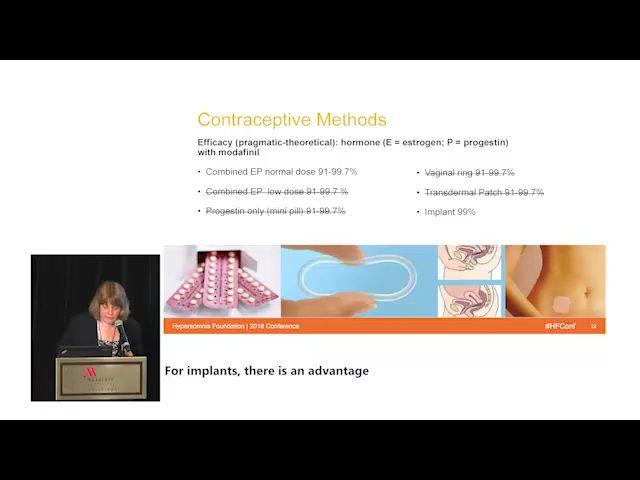 Contraceptive Methods
Efficacy (pragmatic-theoretical): hormone (E = estrogen; P = progestin)
with modafinil
• Combined EP normal dose 91-99.7%
• Combined EP low dose 91-99.7 %
• Progestin only (mini pill) 91-99.7%
• Vaginal ring 91-99.7%
• Transdermal Patch 91-99.7%
• Implant 99%
Hypersomnia Foundation | 2018 Conference
#HFConf
12
For implants, there is an advantage